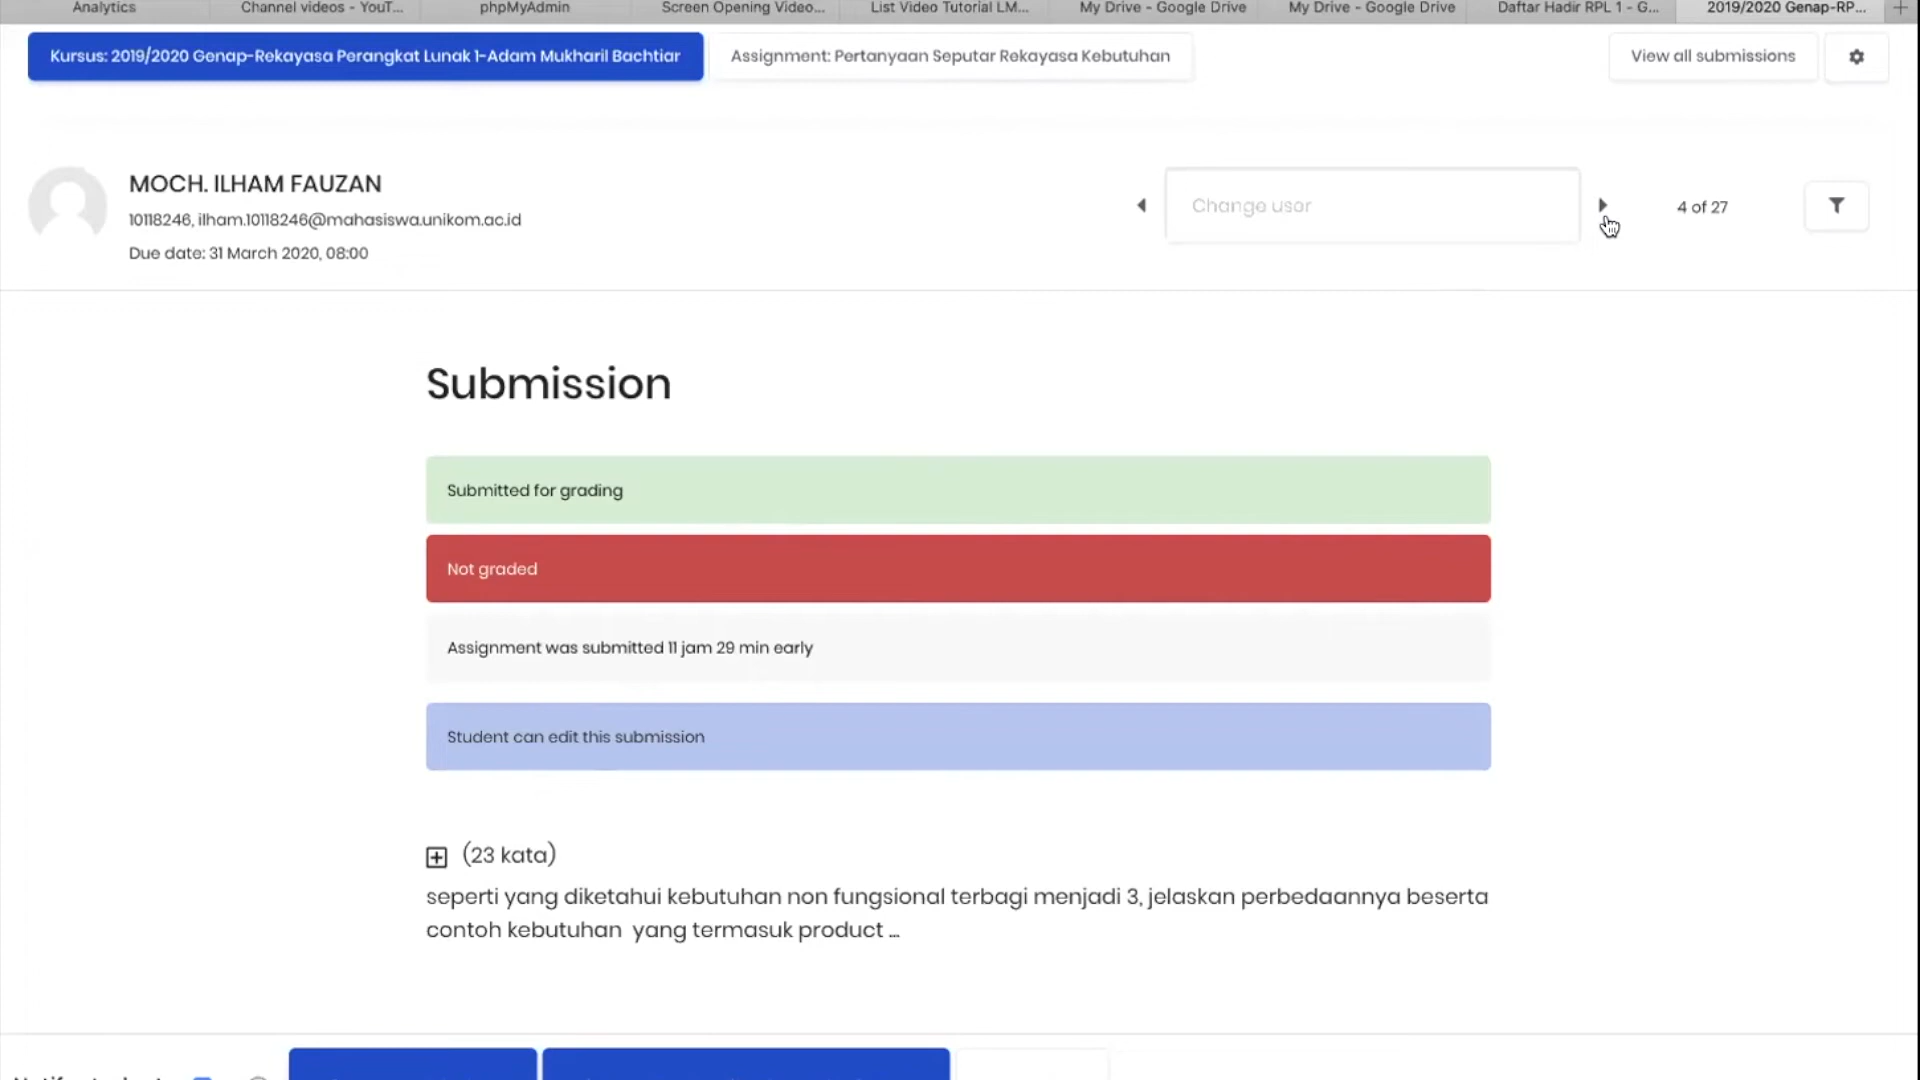 Analytics
Channel videos - YouT...
phpMyAdmin
Screen Opening Video...
List Video Tutorial LM...
My Drive - Google Drive
My Drive - Google Drive
Daftar Hadir RPL 1 - G...
2019/2020 Genap-RP...
Kursus: 2019/2020 Genap-Rekayasa Perangkat Lunak 1-Adam Mukharil Bachtiar
Assignment: Pertanyaan Seputar Rekayasa Kebutuhan
View all submissions
MOCH. ILHAM FAUZAN
10118246, ilham.10118246@mahasiswa.unikom.ac.id
Due date: 31 March 2020, 08:00
Change user
4 of 27
Submission
Submitted for grading
Not graded
Assignment was submitted 11 jam 29 min early
Student can edit this submission
(23 kata)
seperti yang diketahui kebutuhan non fungsional terbagi menjadi 3, jelaskan perbedaannya beserta
contoh kebutuhan  yang termasuk product ...